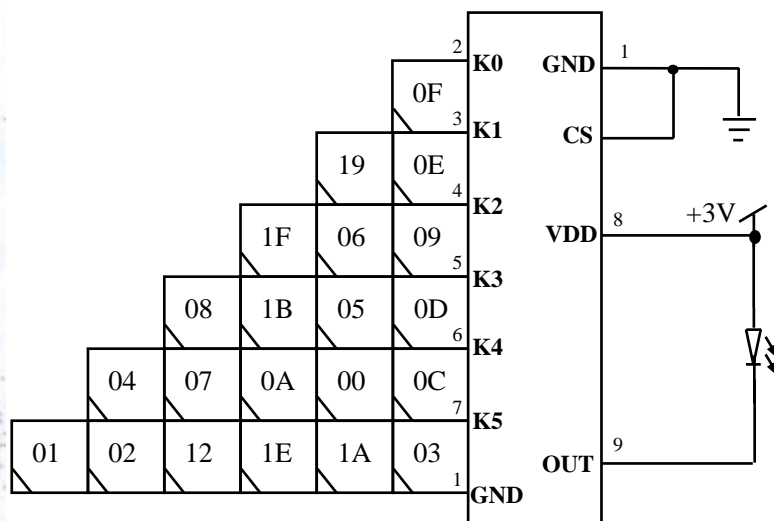 2 K0 GND 1
0F
3 K1 CS
19 0E
4 K2 +3V
1F 06 09 VDD 8
5 K3
08 1B 05 0D
6 K4
04 07 0A 00 0C
7 K5
01 02 12 1E 1A 03 OUT 9
1 GND